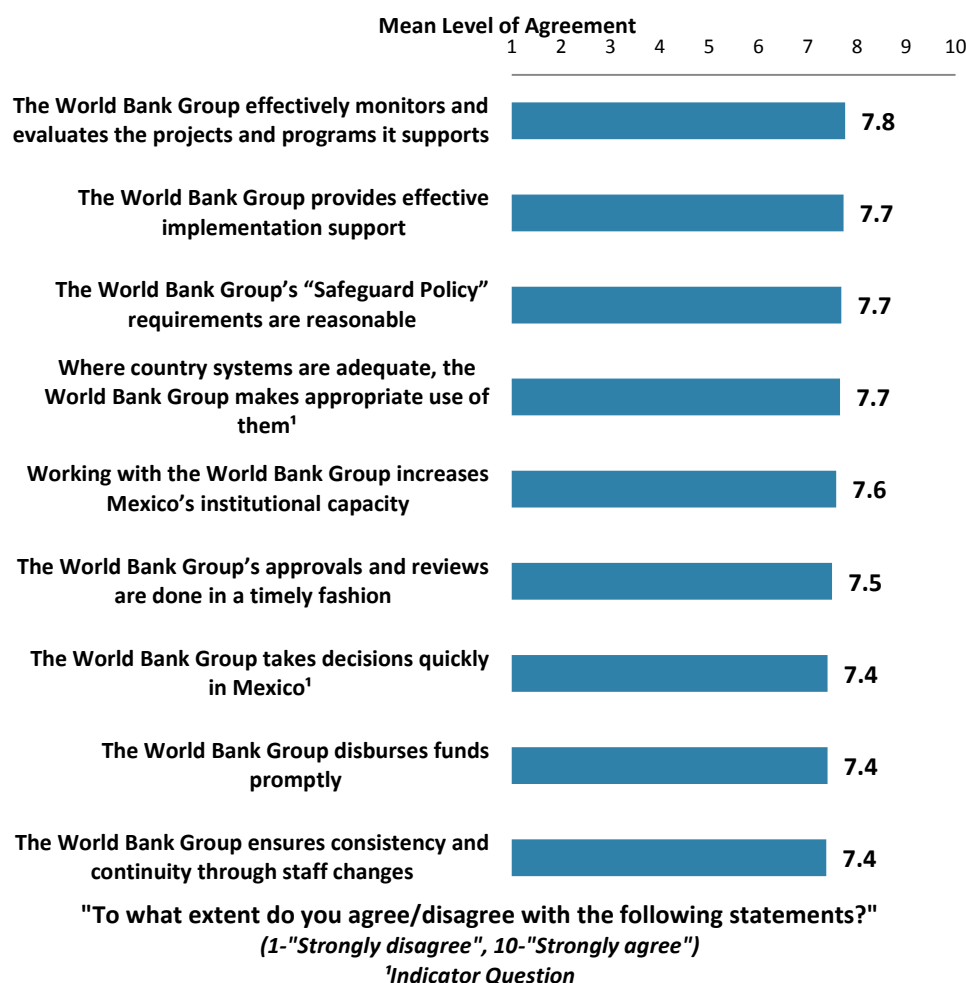 Mean Level of Agreement
1 2 3 4 5 6 7 8 9 10
The World Bank Group effectively monitors and
evaluates the projects and programs it supports
7.8
The World Bank Group provides effective
implementation support
7.7
The World Bank Group’s “Safeguard Policy”
requirements are reasonable
7.7
Where country systems are adequate, the
World Bank Group makes appropriate use of
them¹
7.7
Working with the World Bank Group increases
Mexico’s institutional capacity
7.6
The World Bank Group’s approvals and reviews
are done in a timely fashion
7.5
The World Bank Group takes decisions quickly
in Mexico¹
7.4
The World Bank Group disburses funds
promptly
7.4
The World Bank Group ensures consistency and
continuity through staff changes
7.4
"To what extent do you agree/disagree with the following statements?"
(1-"Strongly disagree", 10-"Strongly agree")
¹Indicator Question